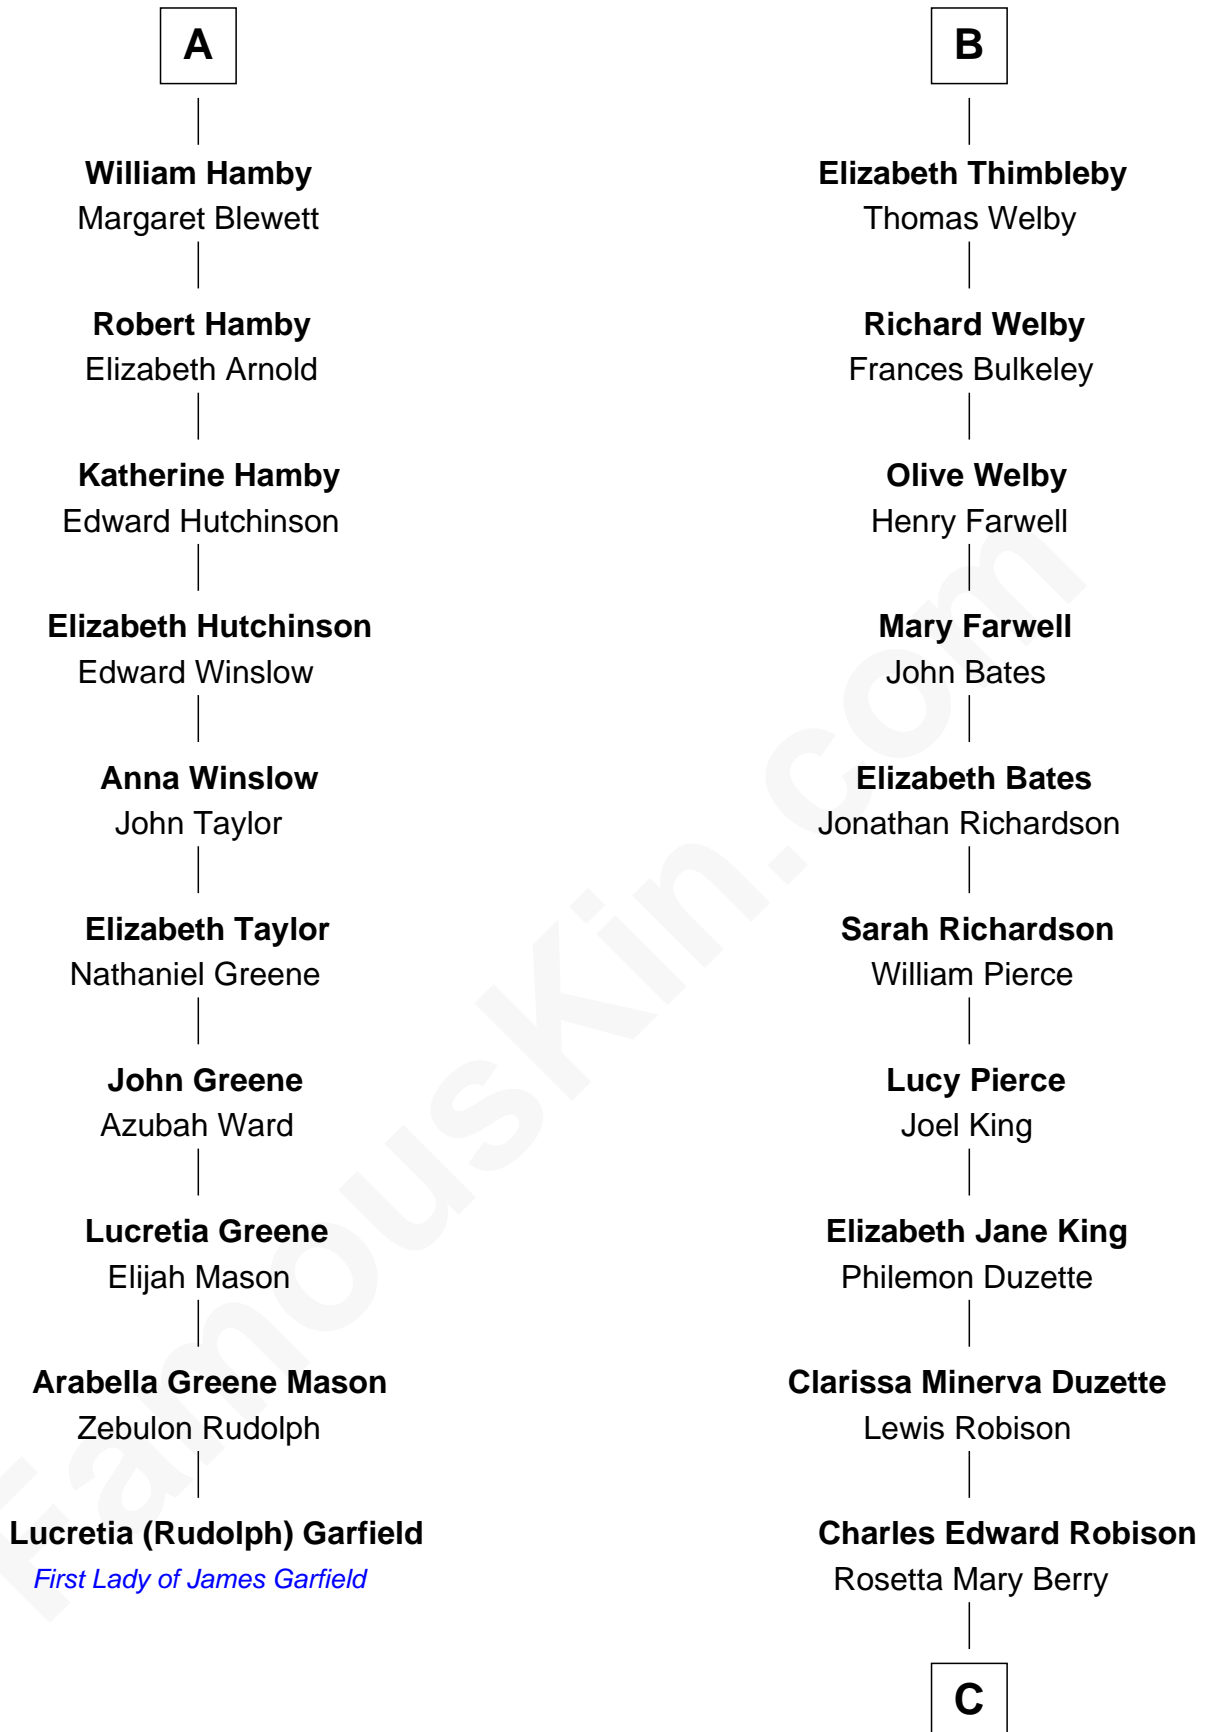 A
William Hamby
Margaret Blewett
Robert Hamby
Elizabeth Arnold
Katherine Hamby
Edward Hutchinson
Elizabeth Hutchinson
Edward Winslow
Anna Winslow
John Taylor
Elizabeth Taylor
Nathaniel Greene
John Greene
Azubah Ward
Lucretia Greene
Elijah Mason
Arabella Greene Mason
Zebulon Rudolph
Lucretia (Rudolph) Garfield
First Lady of James Garfield
B
Elizabeth Thimbleby
Thomas Welby
Richard Welby
Frances Bulkeley
Olive Welby
Henry Farwell
Mary Farwell
John Bates
Elizabeth Bates
Jonathan Richardson
Sarah Richardson
William Pierce
Lucy Pierce
Joel King
Elizabeth Jane King
Philemon Duzette
Clarissa Minerva Duzette
Lewis Robison
Charles Edward Robison
Rosetta Mary Berry
C
FamousKin.com